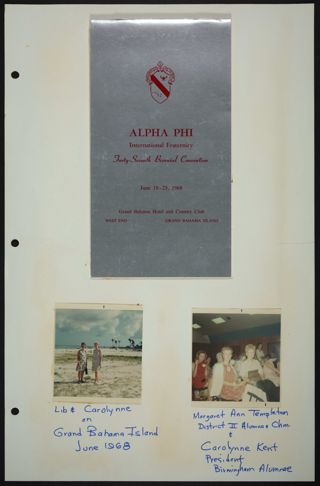 ALPHA PHI
International Fraternity
Forty-Seventh Biennial Convention
June 18-23, 1968
Grand Bahama Hotel and Country Club
WEST END GRAND BAHAMA ISLAND
Lib & Carolynne
on
Grand Bahama Island
June 1968
Margaret Ann Templeton
District II Alumnae Chm
&
Carolynne Kent
President
Birmingham Alumnae